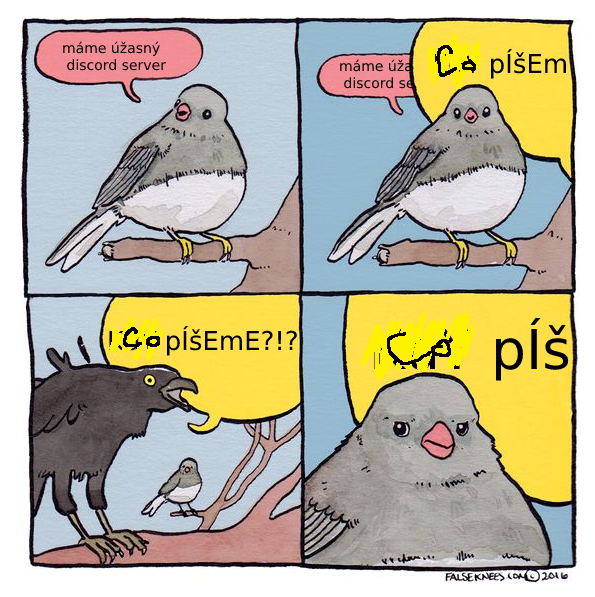 máme úžasný
discord server
máme úža
discord se
Co pÍšEm
Co pÍšEmE?!?
Co pÍš
FALSEKNEES.COM © 2016